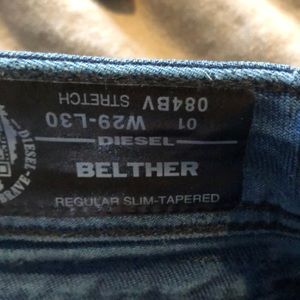 01 W29-L30
084BV STRETCH
DIESEL
BELTHER
REGULAR SLIM-TAPERED